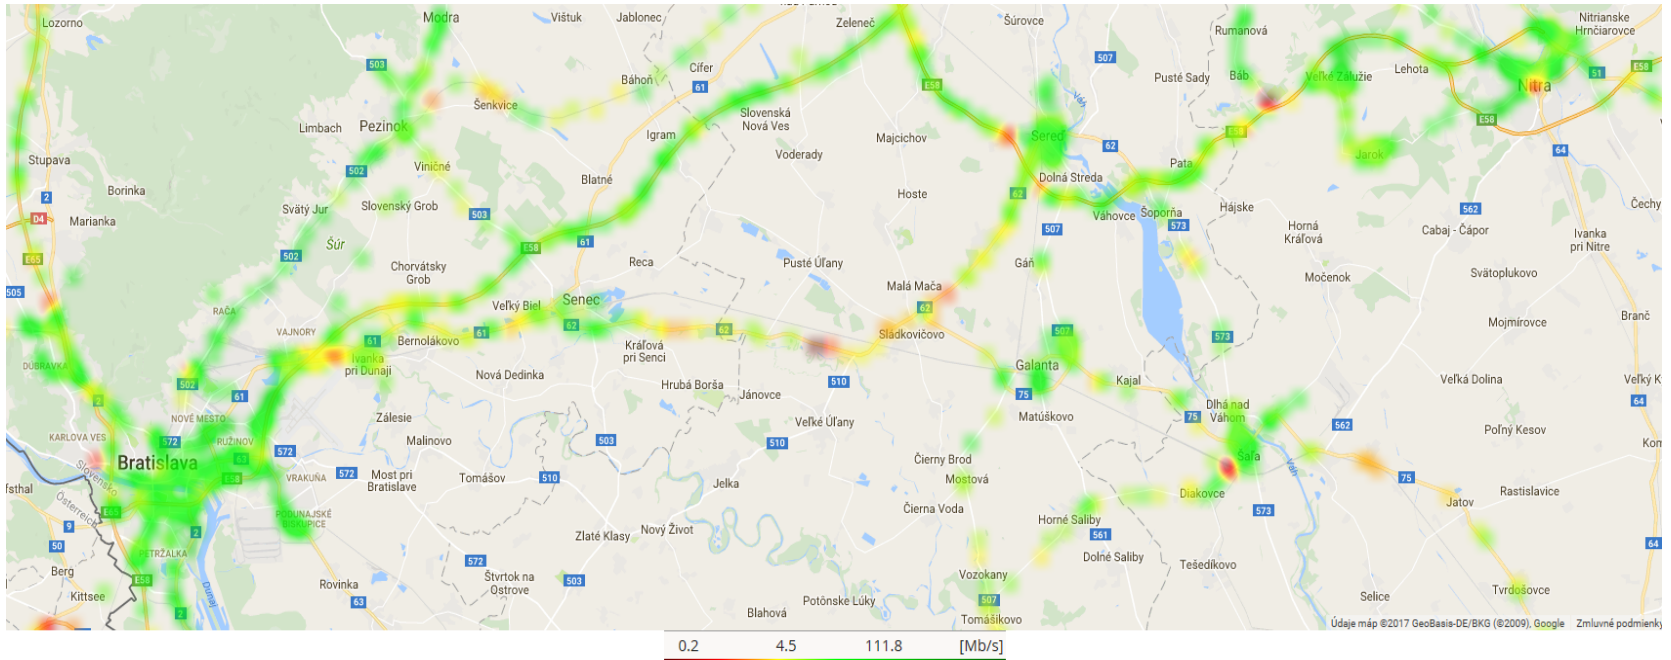 Lozorno
Modra
Vištuk
Jablonec
Zeleneč
Šúrovce
Rumanová
Nitrianske
Hrnčiarovce
503
Báhoň
Cífer
61
E58
507
Pusté Sady
Báb
Veľké Zálužie
Lehota
51
E58
Nitra
Šenkvice
Váh
Slovenská
Nová Ves
Limbach
Pezinok
Igram
Majcichov
Sereď
62
E58
E58
64
Stupava
502
Viničné
Blatné
Voderady
Pata
Jarok
Borinka
2
Dolná Streda
Hoste
62
Svätý Jur
Slovenský Grob
503
Váhovce
Šoporňa
Hájske
562
Čechy
D4
Marianka
507
573
Horná
Kráľová
Cabaj - Čápor
Ivanka
pri Nitre
Šúr
E58
61
502
E65
Chorvátsky
Grob
Reca
Pusté Úľany
Gáň
Močenok
Svätoplukovo
505
Malá Mača
Veľký Biel
Senec
62
Mojmírovce
Branč
RAČA
VAJNORY
61
Bernolákovo
61
62
62
Sládkovičovo
507
573
DÚBRAVKA
Ivanka
pri Dunaji
Kráľová
pri Senci
Galanta
502
Nová Dedinka
Hrubá Borša
510
Kajal
Veľká Dolina
Veľký K
2
61
Jánovce
75
64
NOVÉ MESTO
Zálesie
Veľké Úľany
Matúškovo
75
Dlhá nad
Váhom
562
Poľný Kesov
KARLOVA VES
572
RUŽINOV
Malinovo
503
510
Kom
Bratislava
63
572
Čierny Brod
Šaľa
Slovensko
Österreich
E58
VRAKUŇA
572
Most pri
Bratislave
Tomášov
510
Jelka
Mostová
Diakovce
Váh
75
Rastislavice
fsthal
E65
Jatov
9
PODUNAJSKÉ
BISKUPICE
Čierna Voda
573
50
2
Zlaté Klasy
Nový Život
Horné Saliby
561
64
PETRŽALKA
Dolné Saliby
Berg
E58
572
Tešedíkovo
Kittsee
Dunaj
Rovinka
Štvrtok na
Ostrove
503
Vozokany
Tvrdošovce
63
Potônske Lúky
507
Selice
2
Blahová
Tomášikovo
Údaje máp ©2017 GeoBasis-DE/BKG (©2009), Google Zmluvné podmienky
0.2 4.5 111.8 [Mb/s]